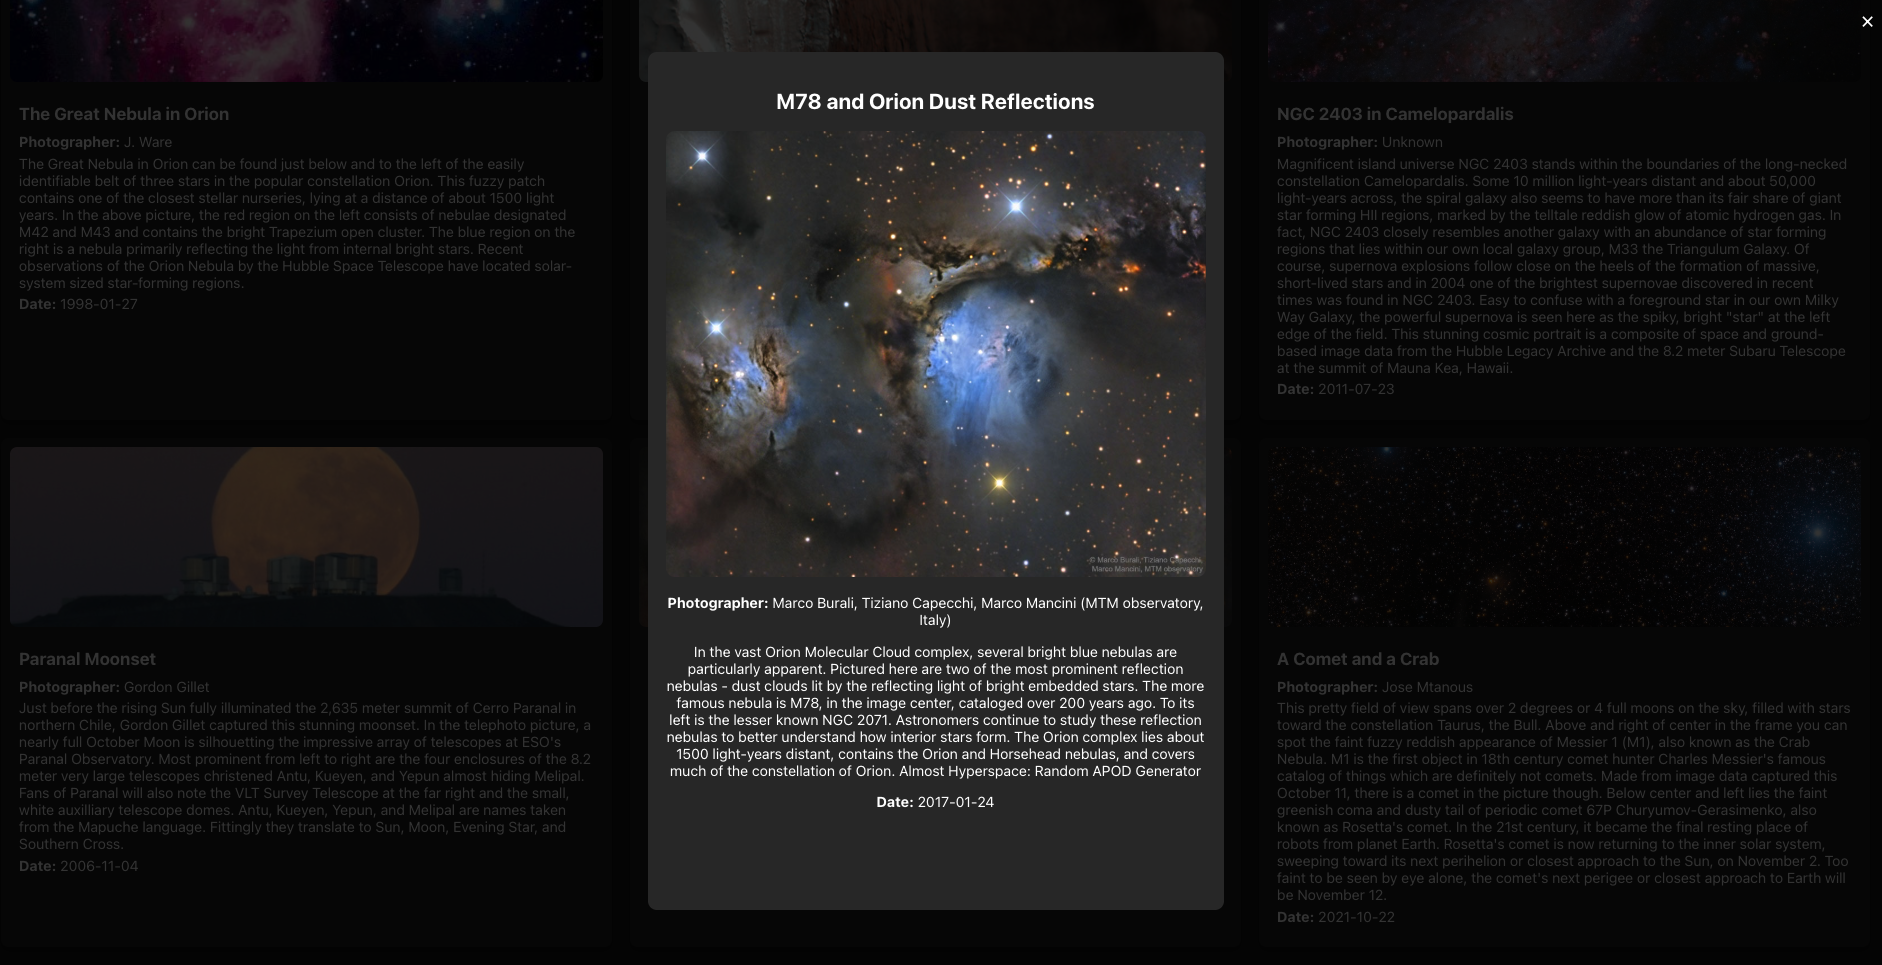 ×
The Great Nebula in Orion
Photographer: J. Ware
The Great Nebula in Orion can be found just below and to the left of the easily
identifiable belt of three stars in the popular constellation Orion. This fuzzy patch
contains one of the closest stellar nurseries, lying at a distance of about 1500 light
years. In the above picture, the red region on the left consists of nebulae designated
M42 and M43 and contains the bright Trapezium open cluster. The blue region on the
right is a nebula primarily reflecting the light from internal bright stars. Recent
observations of the Orion Nebula by the Hubble Space Telescope have located solar-
system sized star-forming regions.
Date: 1998-01-27
M78 and Orion Dust Reflections
© Marco Burali, Tiziano Capecchi,
Marco Mancini, MTM observatory
Photographer: Marco Burali, Tiziano Capecchi, Marco Mancini (MTM observatory,
Italy)
In the vast Orion Molecular Cloud complex, several bright blue nebulas are
particularly apparent. Pictured here are two of the most prominent reflection
nebulas - dust clouds lit by the reflecting light of bright embedded stars. The more
famous nebula is M78, in the image center, cataloged over 200 years ago. To its
left is the lesser known NGC 2071. Astronomers continue to study these reflection
nebulas to better understand how interior stars form. The Orion complex lies about
1500 light-years distant, contains the Orion and Horsehead nebulas, and covers
much of the constellation of Orion. Almost Hyperspace: Random APOD Generator
Date: 2017-01-24
NGC 2403 in Camelopardalis
Photographer: Unknown
Magnificent island universe NGC 2403 stands within the boundaries of the long-necked
constellation Camelopardalis. Some 10 million light-years distant and about 50,000
light-years across, the spiral galaxy also seems to have more than its fair share of giant
star forming HII regions, marked by the telltale reddish glow of atomic hydrogen gas. In
fact, NGC 2403 closely resembles another galaxy with an abundance of star forming
regions that lies within our own local galaxy group, M33 the Triangulum Galaxy. Of
course, supernova explosions follow close on the heels of the formation of massive,
short-lived stars and in 2004 one of the brightest supernovae discovered in recent
times was found in NGC 2403. Easy to confuse with a foreground star in our own Milky
Way Galaxy, the powerful supernova is seen here as the spiky, bright "star" at the left
edge of the field. This stunning cosmic portrait is a composite of space and ground-
based image data from the Hubble Legacy Archive and the 8.2 meter Subaru Telescope
at the summit of Mauna Kea, Hawaii.
Date: 2011-07-23
Paranal Moonset
Photographer: Gordon Gillet
Just before the rising Sun fully illuminated the 2,635 meter summit of Cerro Paranal in
northern Chile, Gordon Gillet captured this stunning moonset. In the telephoto picture, a
nearly full October Moon is silhouetting the impressive array of telescopes at ESO's
Paranal Observatory. Most prominent from left to right are the four enclosures of the 8.2
meter very large telescopes christened Antu, Kueyen, and Yepun almost hiding Melipal.
Fans of Paranal will also note the VLT Survey Telescope at the far right and the small,
white auxilliary telescope domes. Antu, Kueyen, Yepun, and Melipal are names taken
from the Mapuche language. Fittingly they translate to Sun, Moon, Evening Star, and
Southern Cross.
Date: 2006-11-04
A Comet and a Crab
Photographer: Jose Mtanous
This pretty field of view spans over 2 degrees or 4 full moons on the sky, filled with stars
toward the constellation Taurus, the Bull. Above and right of center in the frame you can
spot the faint fuzzy reddish appearance of Messier 1 (M1), also known as the Crab
Nebula. M1 is the first object in 18th century comet hunter Charles Messier's famous
catalog of things which are definitely not comets. Made from image data captured this
October 11, there is a comet in the picture though. Below center and left lies the faint
greenish coma and dusty tail of periodic comet 67P Churyumov-Gerasimenko, also
known as Rosetta's comet. In the 21st century, it became the final resting place of
robots from planet Earth. Rosetta's comet is now returning to the inner solar system,
sweeping toward its next perihelion or closest approach to the Sun, on November 2. Too
faint to be seen by eye alone, the comet's next perigee or closest approach to Earth will
be November 12.
Date: 2021-10-22